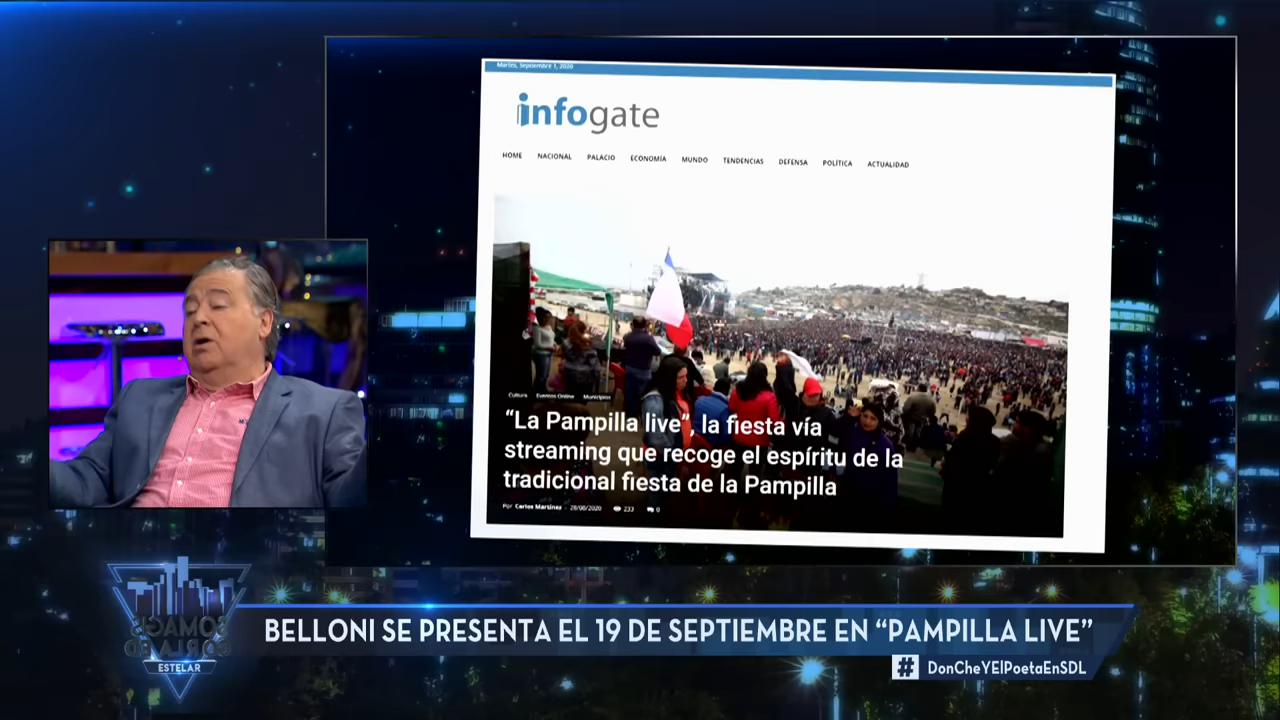 Martes, Septiembre 1, 2020
infogate
HOME NACIONAL PALACIO ECONOMÍA MUNDO TENDENCIAS DEFENSA POLÍTICA ACTUALIDAD
Cultura Eventos Online Municipios
“La Pampilla live”, la fiesta vía
streaming que recoge el espíritu de la
tradicional fiesta de la Pampilla
Por Carlos Martínez - 28/08/2020 233 0
ESTELAR
BELLONI SE PRESENTA EL 19 DE SEPTIEMBRE EN “PAMPILLA LIVE”
# DonCheYElPoetaEnSDL